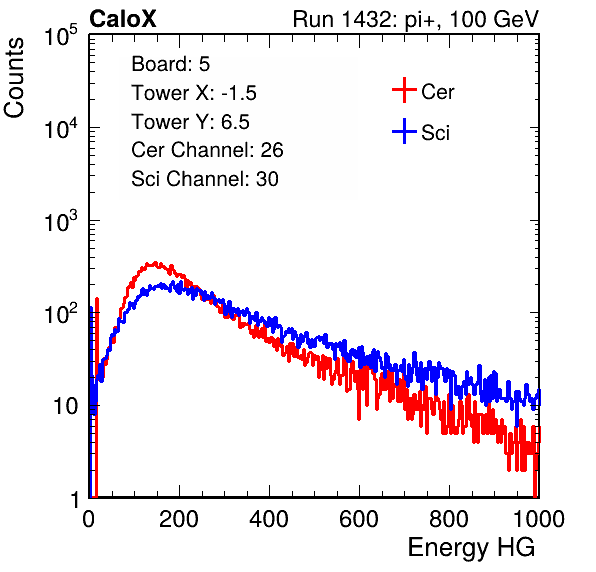 CaloX Run 1432: pi+, 100 GeV
Counts
Board: 5
Tower X: -1.5
Tower Y: 6.5
Cer Channel: 26
Sci Channel: 30
Cer
Sci
10^5
10^4
10^3
10^2
10
1
0 200 400 600 800 1000
Energy HG